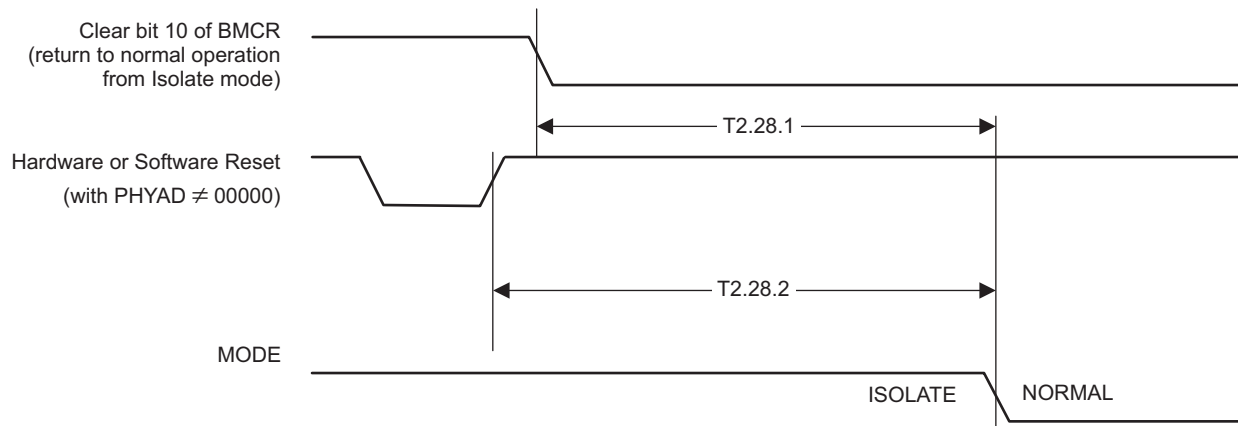 Clear bit 10 of BMCR
(return to normal operation
from Isolate mode)
T2.28.1
Hardware or Software Reset
(with PHYAD ≠ 00000)
T2.28.2
MODE
ISOLATE
NORMAL